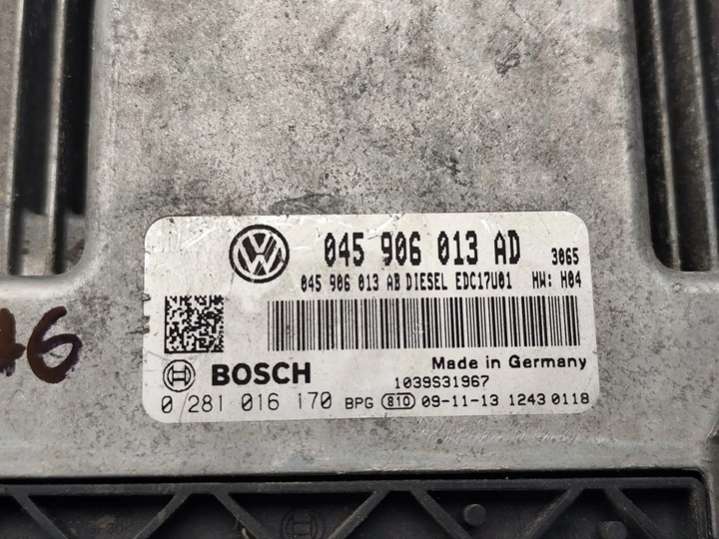 045 906 013 AD 3065
045 906 013 AB DIESEL EDC17U01 HW: H04
Made in Germany
BOSCH 1039S31967
0 281 016 170 BPG 810 09-11-13 1243 0118